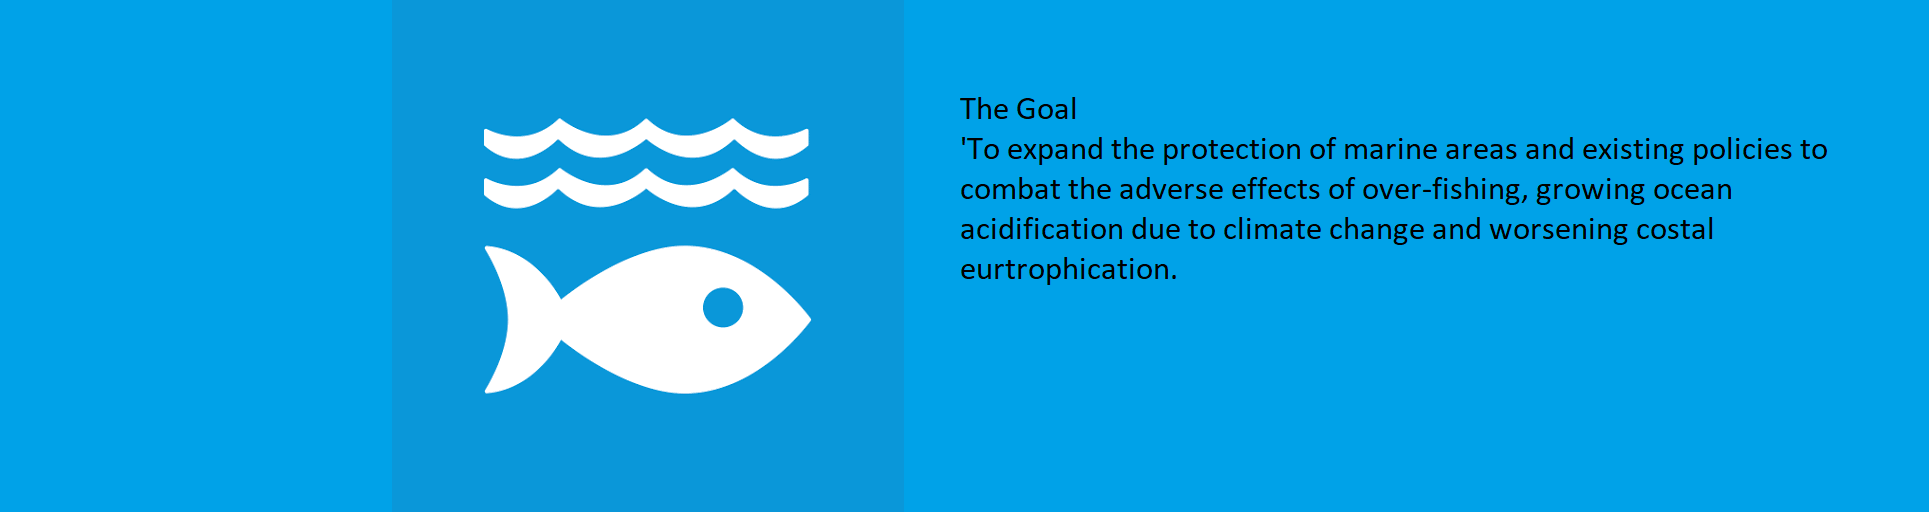 The Goal
'To expand the protection of marine areas and existing policies to
combat the adverse effects of over-fishing, growing ocean
acidification due to climate change and worsening costal
eurtrophication.